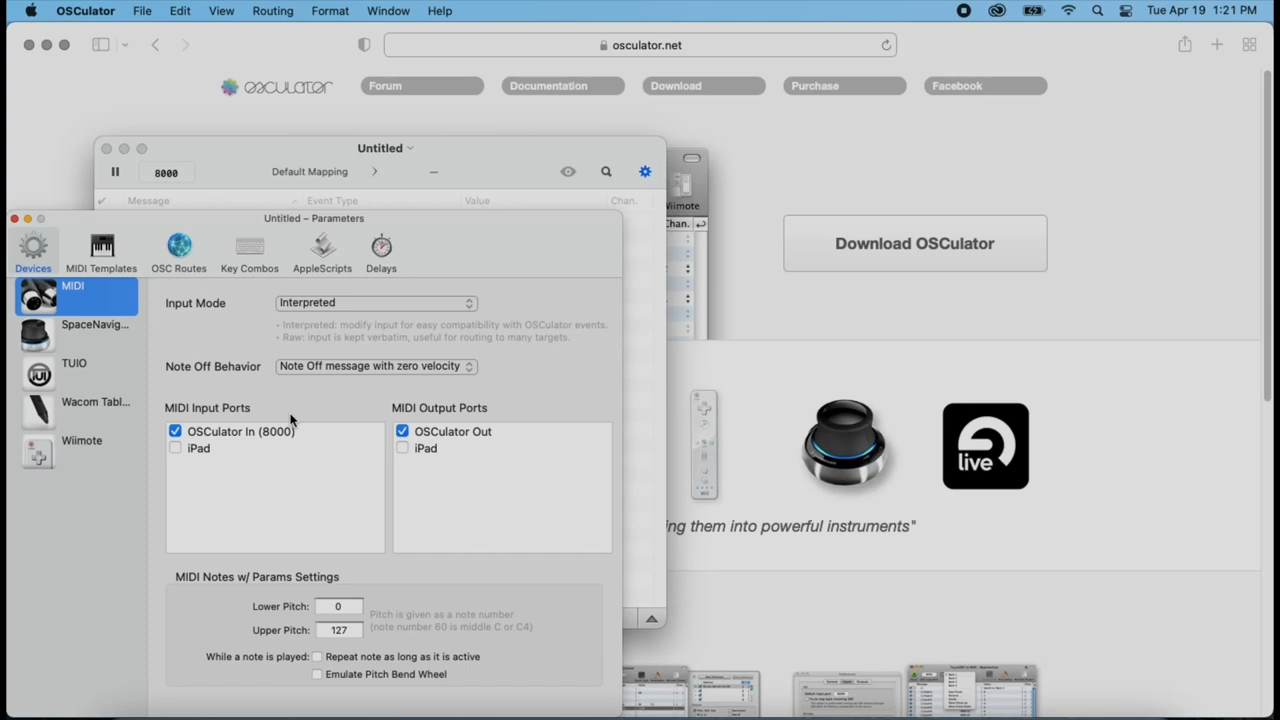 OSCulator File Edit View Routing Format Window Help Tue Apr 19 1:21 PM
osculator.net
osculator Forum Documentation Download Purchase Facebook
Untitled
8000 Default Mapping
Message Event Type Value Chan.
Wiimote
Chan.
Untitled – Parameters
Devices MIDI Templates OSC Routes Key Combos AppleScripts Delays
Download OSCulator
MIDI
SpaceNavig...
TUIO
Wacom Tabl...
Wiimote
Input Mode Interpreted
• Interpreted: modify input for easy compatibility with OSCulator events.
• Raw: input is kept verbatim, useful for routing to many targets.
Note Off Behavior Note Off message with zero velocity
MIDI Input Ports MIDI Output Ports
OSCulator In (8000) OSCulator Out
iPad iPad
live
ing them into powerful instruments"
MIDI Notes w/ Params Settings
Lower Pitch: 0
Upper Pitch: 127
Pitch is given as a note number
(note number 60 is middle C or C4)
While a note is played: Repeat note as long as it is active
Emulate Pitch Bend Wheel